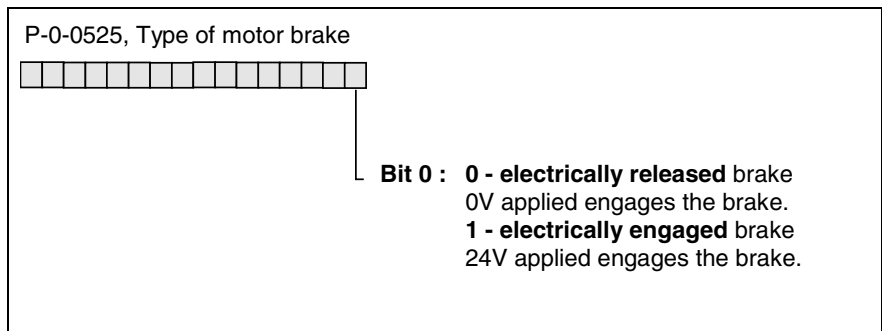 P-0-0525, Type of motor brake
Bit 0 : 0 - electrically released brake
0V applied engages the brake.
1 - electrically engaged brake
24V applied engages the brake.